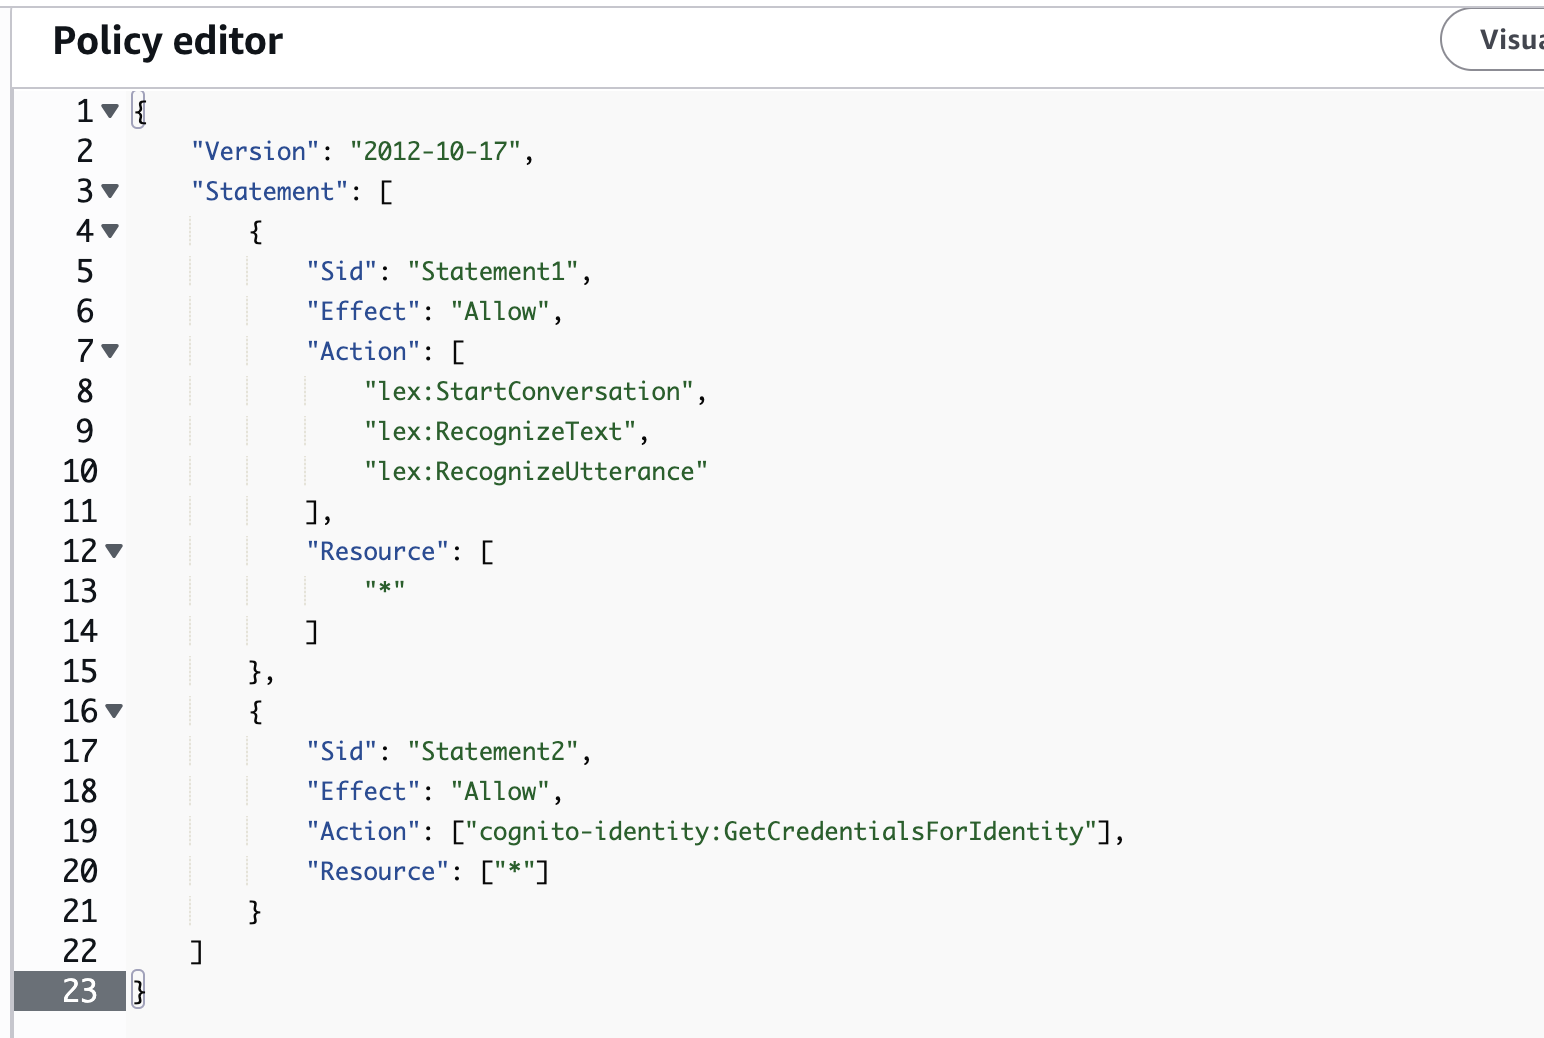 Policy editor
1 {
2     "Version": "2012-10-17",
3     "Statement": [
4         {
5             "Sid": "Statement1",
6             "Effect": "Allow",
7             "Action": [
8                 "lex:StartConversation",
9                 "lex:RecognizeText",
10                 "lex:RecognizeUtterance"
11             ],
12             "Resource": [
13                 "*"
14             ]
15         },
16         {
17             "Sid": "Statement2",
18             "Effect": "Allow",
19             "Action": ["cognito-identity:GetCredentialsForIdentity"],
20             "Resource": ["*"]
21         }
22     ]
23 }